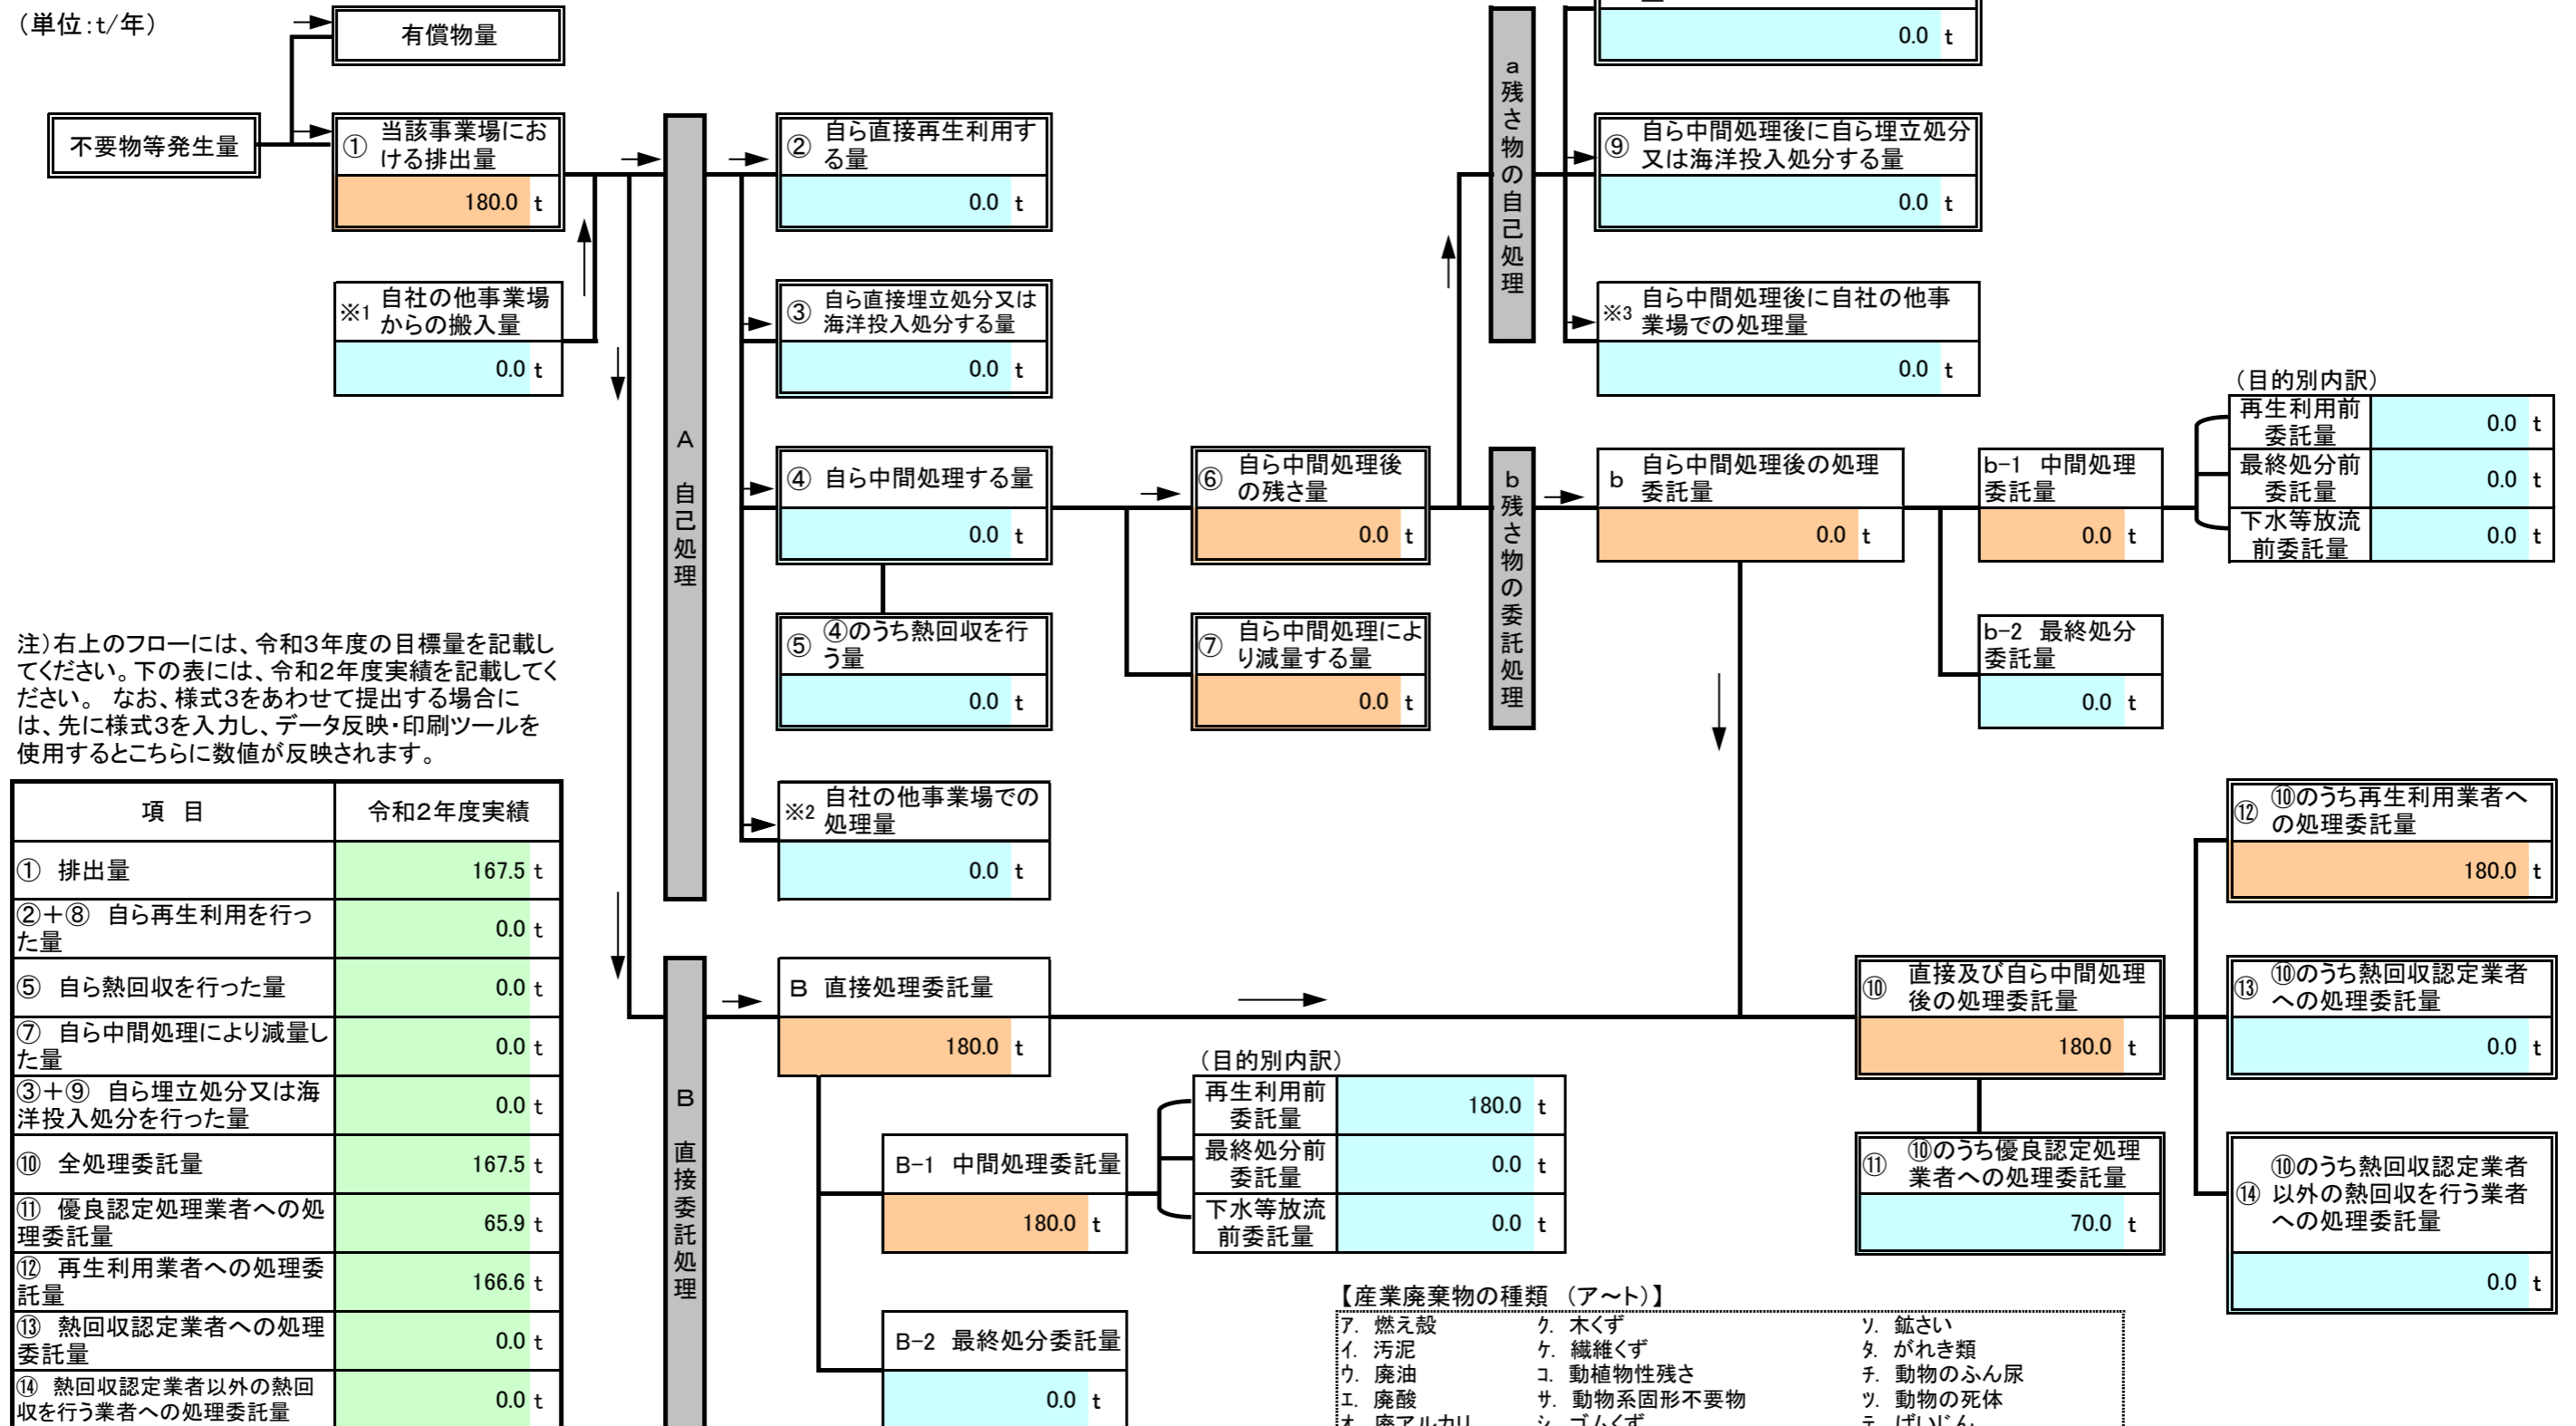 （単位：t/年）
有償物量
不要物等発生量
① 当該事業場にお
ける排出量
180.0 t
※1 自社の他事業場
からの搬入量
0.0 t
A 自己処理
② 自ら直接再生利用す
る量
0.0 t
③ 自ら直接埋立処分又は
海洋投入処分する量
0.0 t
④ 自ら中間処理する量
0.0 t
⑤ ④のうち熱回収を行
う量
0.0 t
※2 自社の他事業場での
処理量
0.0 t
⑥ 自ら中間処理後
の残さ量
0.0 t
⑦ 自ら中間処理によ
り減量する量
0.0 t
a 残さ物の自己処理
0.0 t
⑨ 自ら中間処理後に自ら埋立処分
又は海洋投入処分する量
0.0 t
※3 自ら中間処理後に自社の他事
業場での処理量
0.0 t
b 残さ物の委託処理
b 自ら中間処理後の処理
委託量
0.0 t
b-1 中間処理
委託量
0.0 t
（目的別内訳）
再生利用前
委託量
0.0 t
最終処分前
委託量
0.0 t
下水等放流
前委託量
0.0 t
b-2 最終処分
委託量
0.0 t
注）右上のフローには、令和3年度の目標量を記載し
てください。下の表には、令和2年度実績を記載してく
ださい。 なお、様式3をあわせて提出する場合に
は、先に様式3を入力し、データ反映・印刷ツールを
使用するとこちらに数値が反映されます。
項 目 令和2年度実績
① 排出量 167.5 t
②＋⑧ 自ら再生利用を行っ
た量
0.0 t
⑤ 自ら熱回収を行った量 0.0 t
⑦ 自ら中間処理により減量し
た量
0.0 t
③＋⑨ 自ら埋立処分又は海
洋投入処分を行った量
0.0 t
⑩ 全処理委託量 167.5 t
⑪ 優良認定処理業者への処
理委託量
65.9 t
⑫ 再生利用業者への処理委
託量
166.6 t
⑬ 熱回収認定業者への処理
委託量
0.0 t
⑭ 熱回収認定業者以外の熱回
収を行う業者への処理委託量
0.0 t
B 直接委託処理
B 直接処理委託量
180.0 t
B-1 中間処理委託量
180.0 t
（目的別内訳）
再生利用前
委託量
180.0 t
最終処分前
委託量
0.0 t
下水等放流
前委託量
0.0 t
B-2 最終処分委託量
0.0 t
⑩ 直接及び自ら中間処理
後の処理委託量
180.0 t
⑪ ⑩のうち優良認定処理
業者への処理委託量
70.0 t
⑫ ⑩のうち再生利用業者へ
の処理委託量
180.0 t
⑬ ⑩のうち熱回収認定業者
への処理委託量
0.0 t
⑭ ⑩のうち熱回収認定業者
以外の熱回収を行う業者
への処理委託量
0.0 t
【産業廃棄物の種類 （ア～ト）】
ア. 燃え殻 ク. 木くず ソ. 鉱さい
イ. 汚泥 ケ. 繊維くず タ. がれき類
ウ. 廃油 コ. 動植物性残さ チ. 動物のふん尿
エ. 廃酸 サ. 動物系固形不要物 ツ. 動物の死体
オ. 廃アルカリ シ. ゴムくず テ. ばいじん